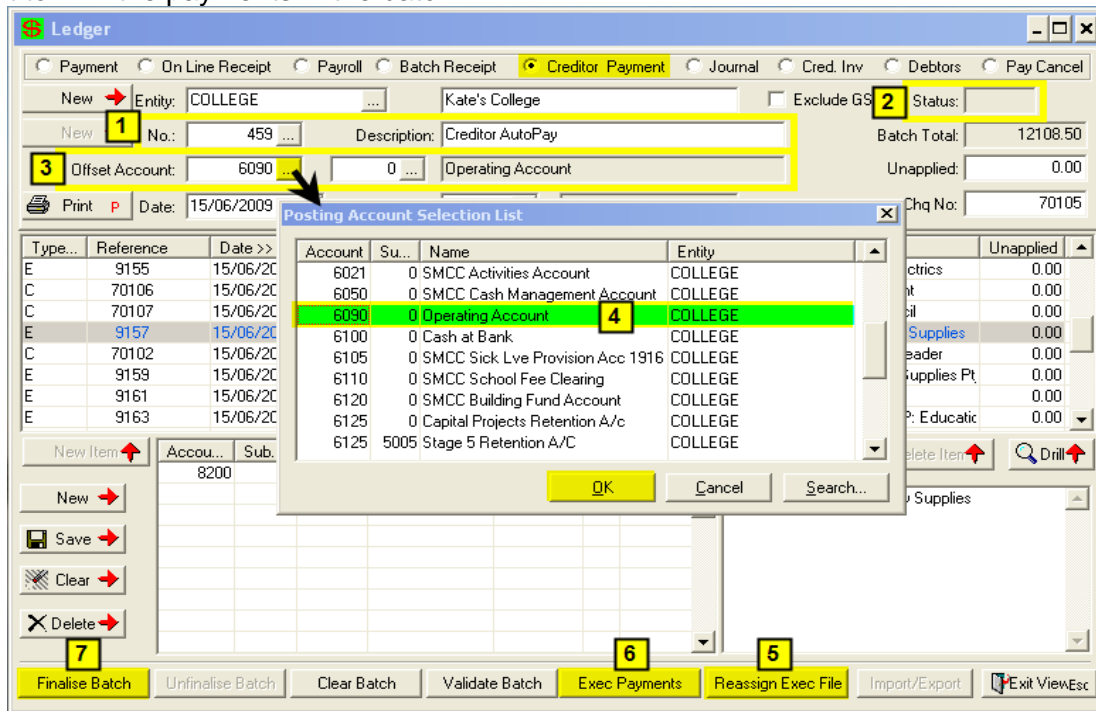 Ledger
Payment On Line Receipt Payroll Batch Receipt Creditor Payment Journal Cred. Inv Debtors Pay Cancel
New Entity: COLLEGE ... Kate's College Exclude GS 2 Status:
New 1 No.: 459 ... Description: Creditor AutoPay Batch Total: 12108.50
3 Offset Account: 6090 ... 0 ... Operating Account Unapplied: 0.00
Print P Date: 15/06/2009 Chq No: 70105
Posting Account Selection List
Type... Reference Date >> Unapplied
E 9155 15/06/20 ctrics 0.00
C 70106 15/06/20 0.00
C 70107 15/06/20 cil 0.00
E 9157 15/06/20 Supplies 0.00
C 70102 15/06/20 eader 0.00
E 9159 15/06/20 upplies Pt 0.00
E 9161 15/06/20 0.00
E 9163 15/06/20 P: Educatic 0.00
Account Su... Name Entity
6021 0 SMCC Activities Account COLLEGE
6050 0 SMCC Cash Management Account COLLEGE
6090 0 Operating Account 4 COLLEGE
6100 0 Cash at Bank COLLEGE
6105 0 SMCC Sick Lve Provision Acc 1916 COLLEGE
6110 0 SMCC School Fee Clearing COLLEGE
6120 0 SMCC Building Fund Account COLLEGE
6125 0 Capital Projects Retention A/c COLLEGE
6125 5005 Stage 5 Retention A/C COLLEGE
OK Cancel Search...
New Item Accou... Sub. elete Item Drill
8200
New Supplies
Save
Clear
Delete
7 6 5
Finalise Batch Unfinalise Batch Clear Batch Validate Batch Exec Payments Reassign Exec File Import/Export Exit View Esc